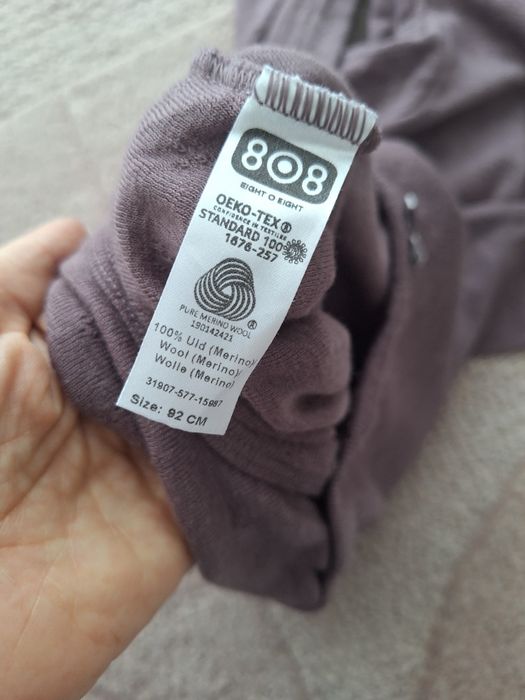 808
EIGHT O EIGHT
OEKO-TEX®
CONFIDENCE IN TEXTILES
STANDARD 100
1676-257
PURE MERINO WOOL
®
190142421
100% Uld (Merino)/
Wool (Merino)/
Wolle (Merino)
31907-577-15987
Size: 92 CM